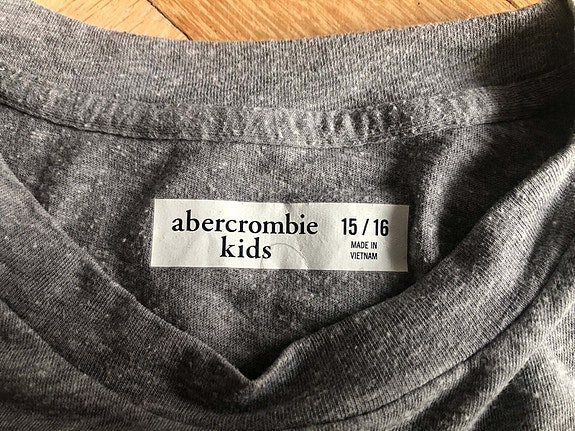 abercrombie
kids
15 / 16
MADE IN
VIETNAM